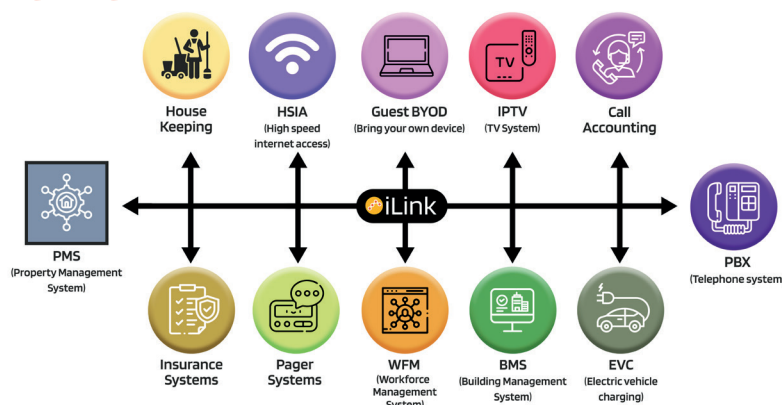 TV
House
Keeping
HSIA
(High speed
internet access)
Guest BYOD
(Bring your own device)
IPTV
(TV System)
Call
Accounting
iLink
PMS
(Property Management
System)
PBX
(Telephone system
Insurance
Systems
Pager
Systems
WFM
(Workforce
Management
System)
BMS
(Building Management
System)
EVC
(Electric vehicle
charging)